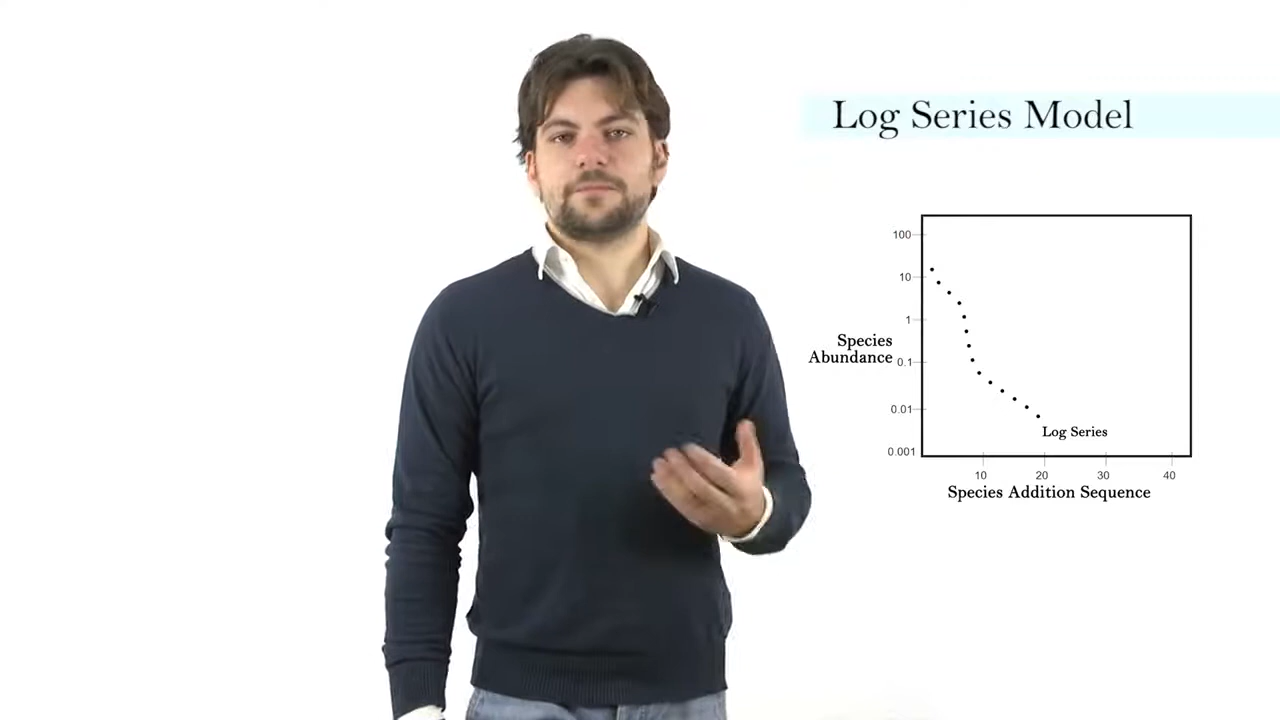 Log Series Model
100
10
1
Species
Abundance
0.1
0.01
Log Series
0.001
10 20 30 40
Species Addition Sequence